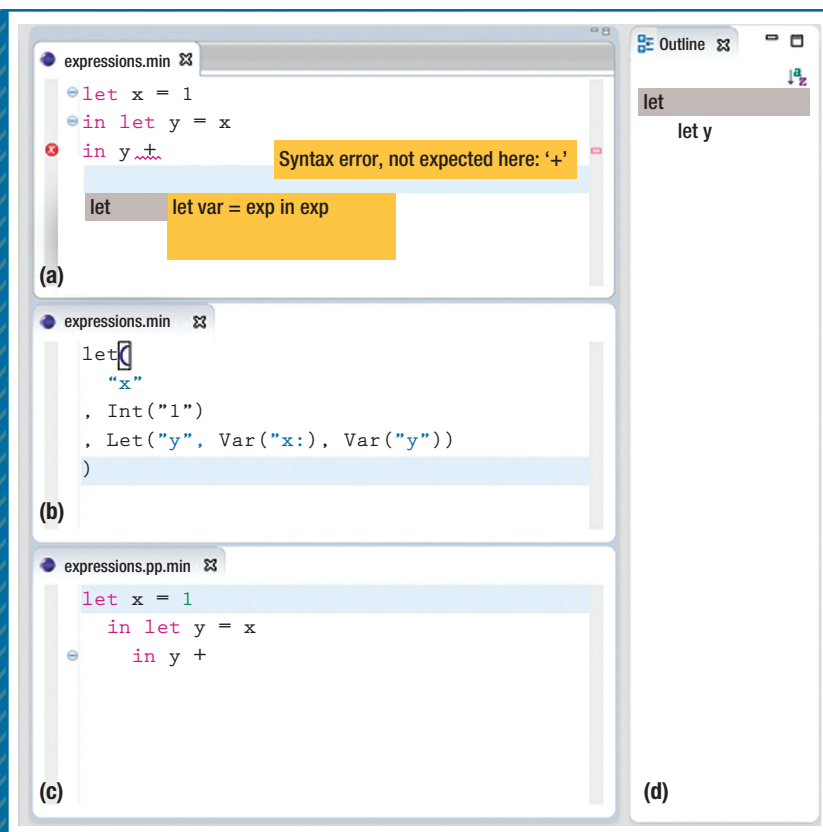 expressions.min
let x = 1
in let y = x
in y +
Syntax error, not expected here: ‘+’
let let var = exp in exp
(a)
expressions.min
let(
“x”
, Int("1”)
, Let(”y”, Var(”x:), Var(”y”))
)
(b)
expressions.pp.min
let x = 1
in let y = x
in y +
(c)
Outline
az
let
let y
(d)